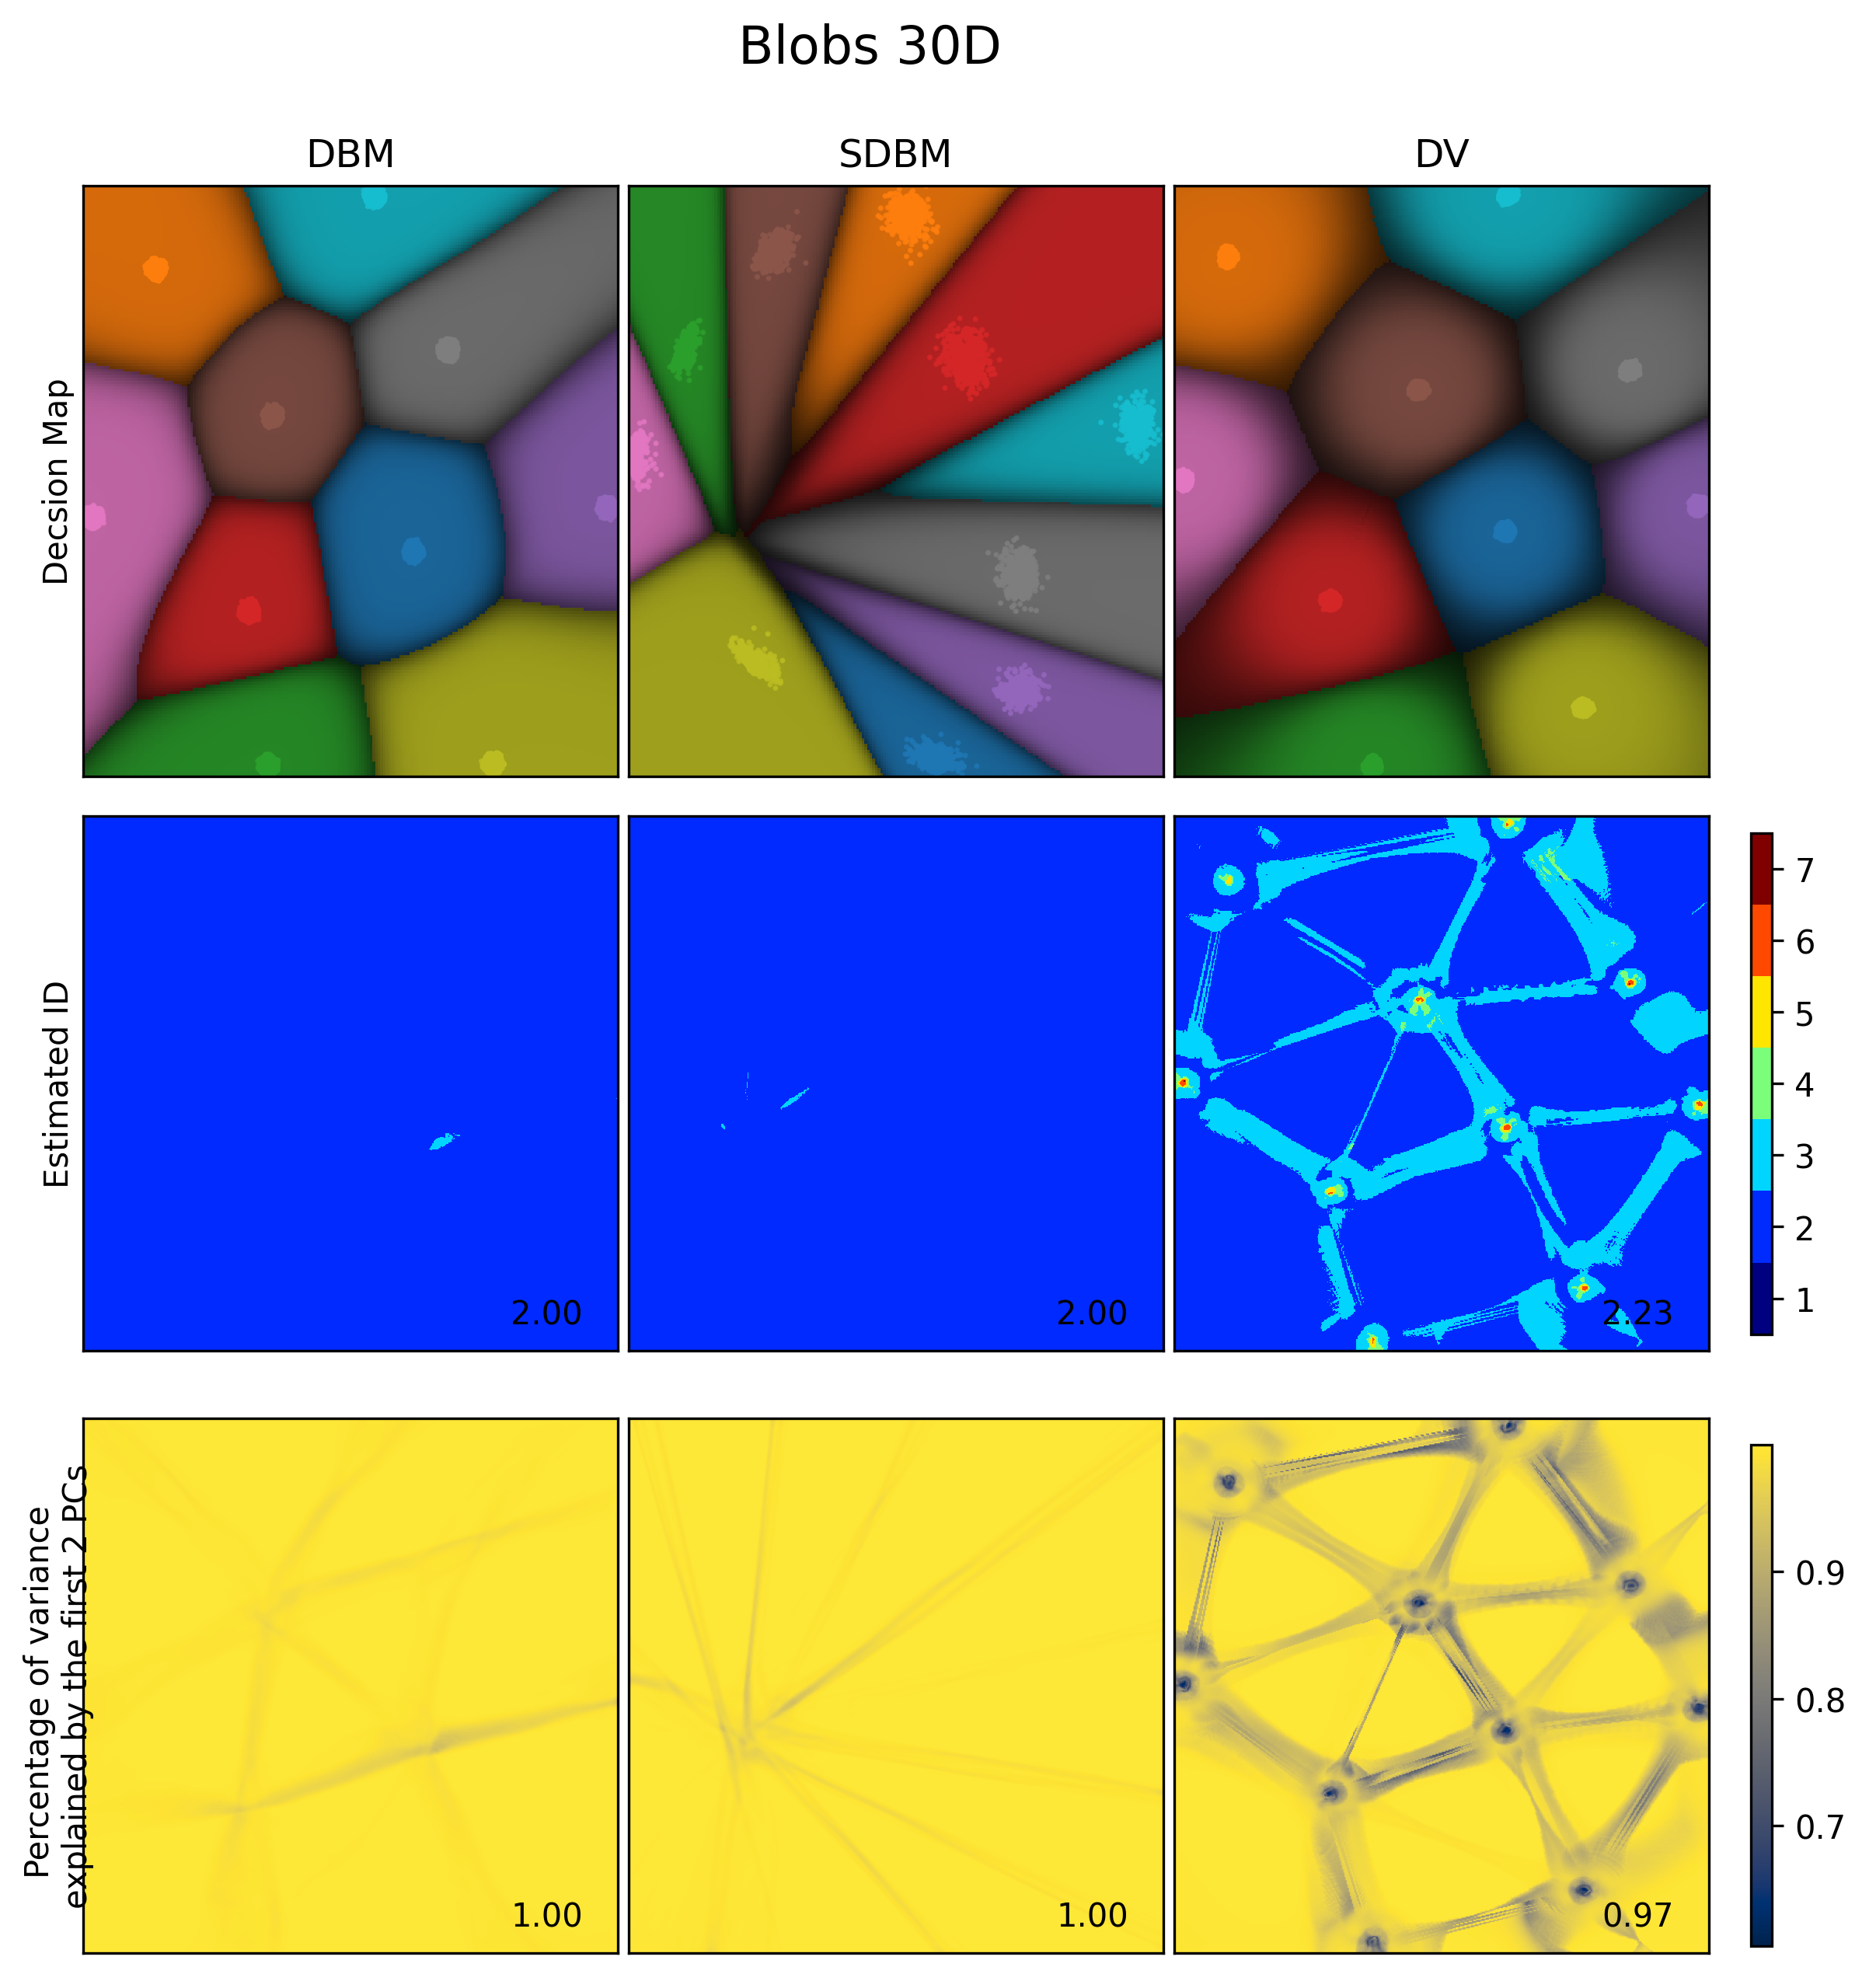 Blobs 30D
DBM
SDBM
DV
Decsion Map
Estimated ID
2.00
2.00
2.23
7
6
5
4
3
2
1
Percentage of variance
explained by the first 2 PCs
1.00
1.00
0.97
0.9
0.8
0.7